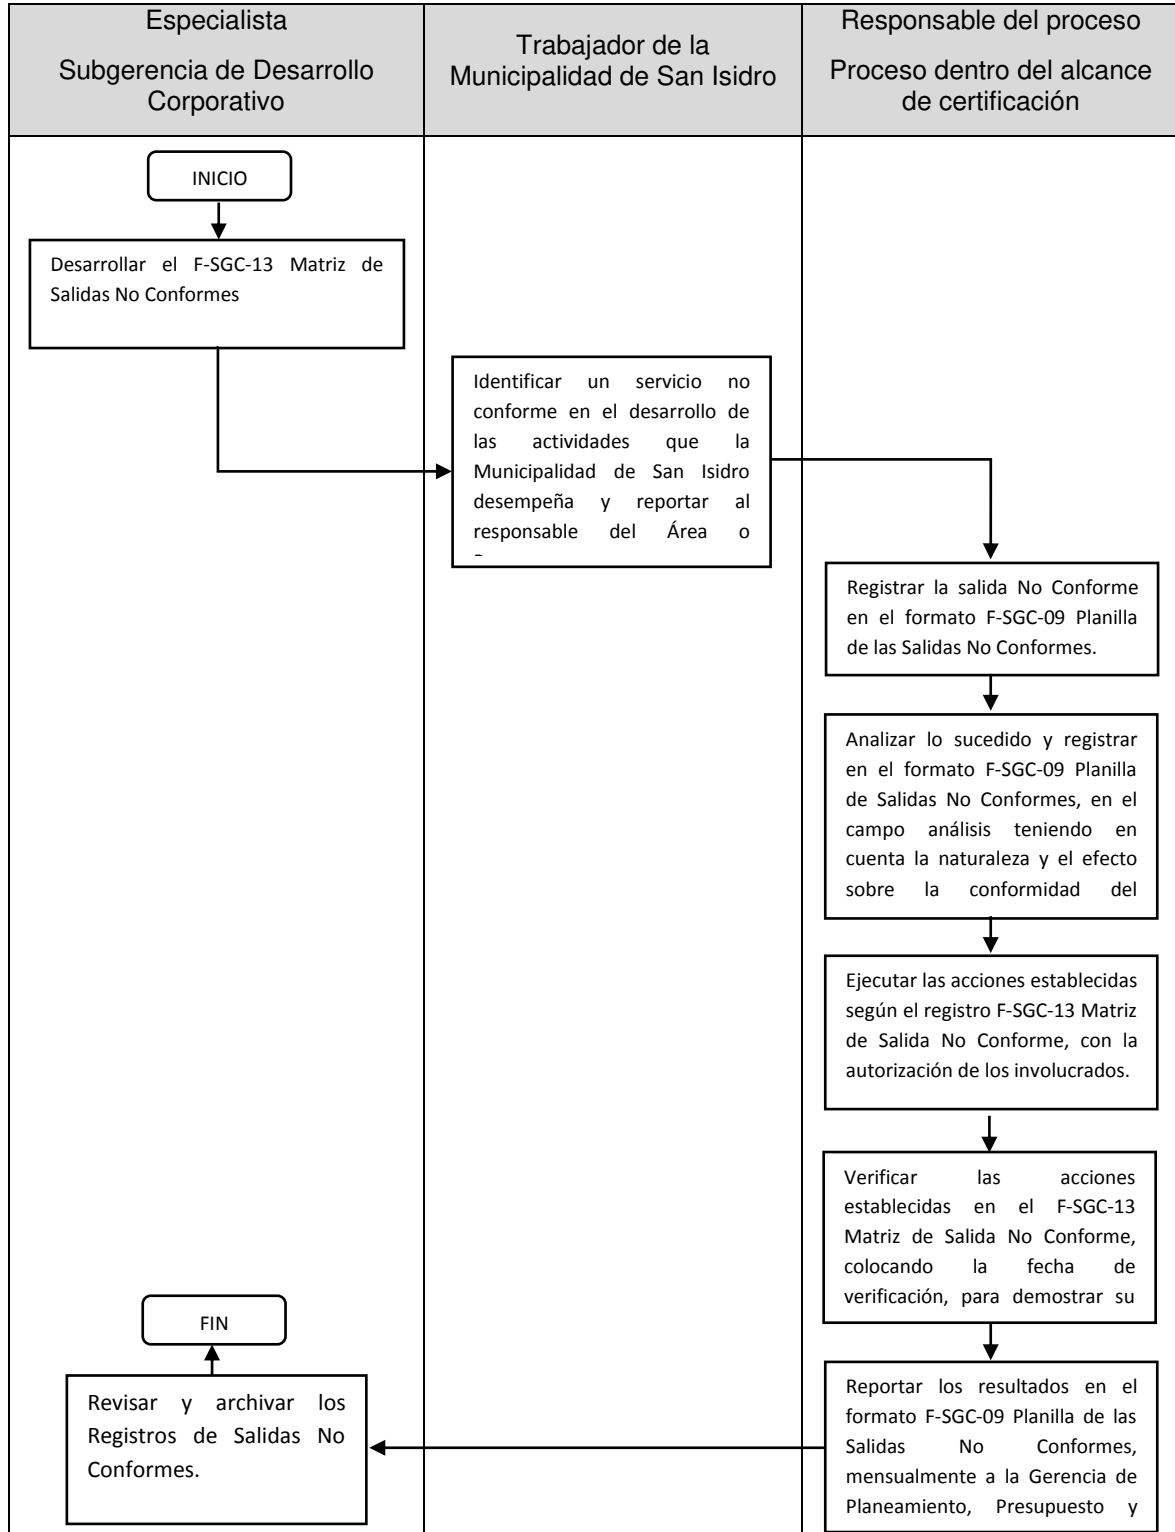 Especialista
Subgerencia de Desarrollo
Corporativo
Trabajador de la
Municipalidad de San Isidro
Responsable del proceso
Proceso dentro del alcance
de certificación
INICIO
Desarrollar el F-SGC-13 Matriz de
Salidas No Conformes
Identificar un servicio no
conforme en el desarrollo de
las actividades que la
Municipalidad de San Isidro
desempeña y reportar al
responsable del Área o
Registrar la salida No Conforme
en el formato F-SGC-09 Planilla
de las Salidas No Conformes.
Analizar lo sucedido y registrar
en el formato F-SGC-09 Planilla
de Salidas No Conformes, en el
campo análisis teniendo en
cuenta la naturaleza y el efecto
sobre la conformidad del
Ejecutar las acciones establecidas
según el registro F-SGC-13 Matriz
de Salida No Conforme, con la
autorización de los involucrados.
Verificar las acciones
establecidas en el F-SGC-13
Matriz de Salida No Conforme,
colocando la fecha de
verificación, para demostrar su
Reportar los resultados en el
formato F-SGC-09 Planilla de las
Salidas No Conformes,
mensualmente a la Gerencia de
Planeamiento, Presupuesto y
Revisar y archivar los
Registros de Salidas No
Conformes.
FIN